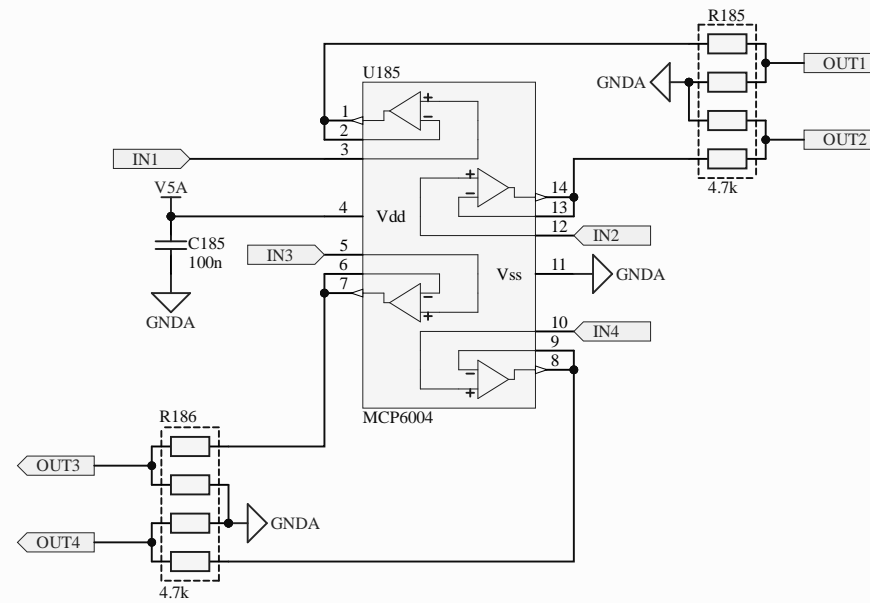 R185
OUT1
GNDA
OUT2
4.7k
U185
1
2
3
+
−
IN1
+
−
14
13
12
IN2
V5A
4
Vdd
C185
100n
GNDA
IN3
5
6
7
−
+
Vss
11
GNDA
10
9
8
IN4
−
+
MCP6004
R186
OUT3
GNDA
OUT4
4.7k